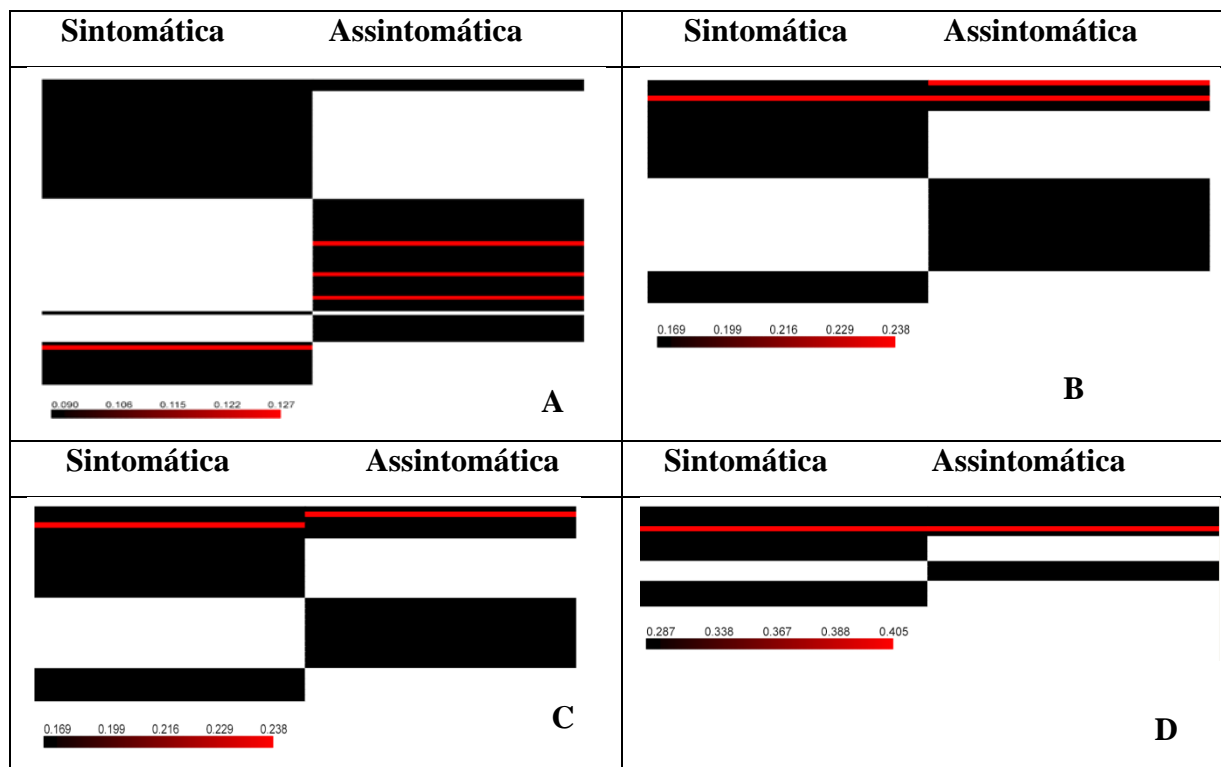 Sintomática Assintomática
0.090 0.106 0.115 0.122 0.127
A
Sintomática Assintomática
0.169 0.199 0.216 0.229 0.238
B
Sintomática Assintomática
0.169 0.199 0.216 0.229 0.238
C
Sintomática Assintomática
0.287 0.338 0.367 0.388 0.405
D